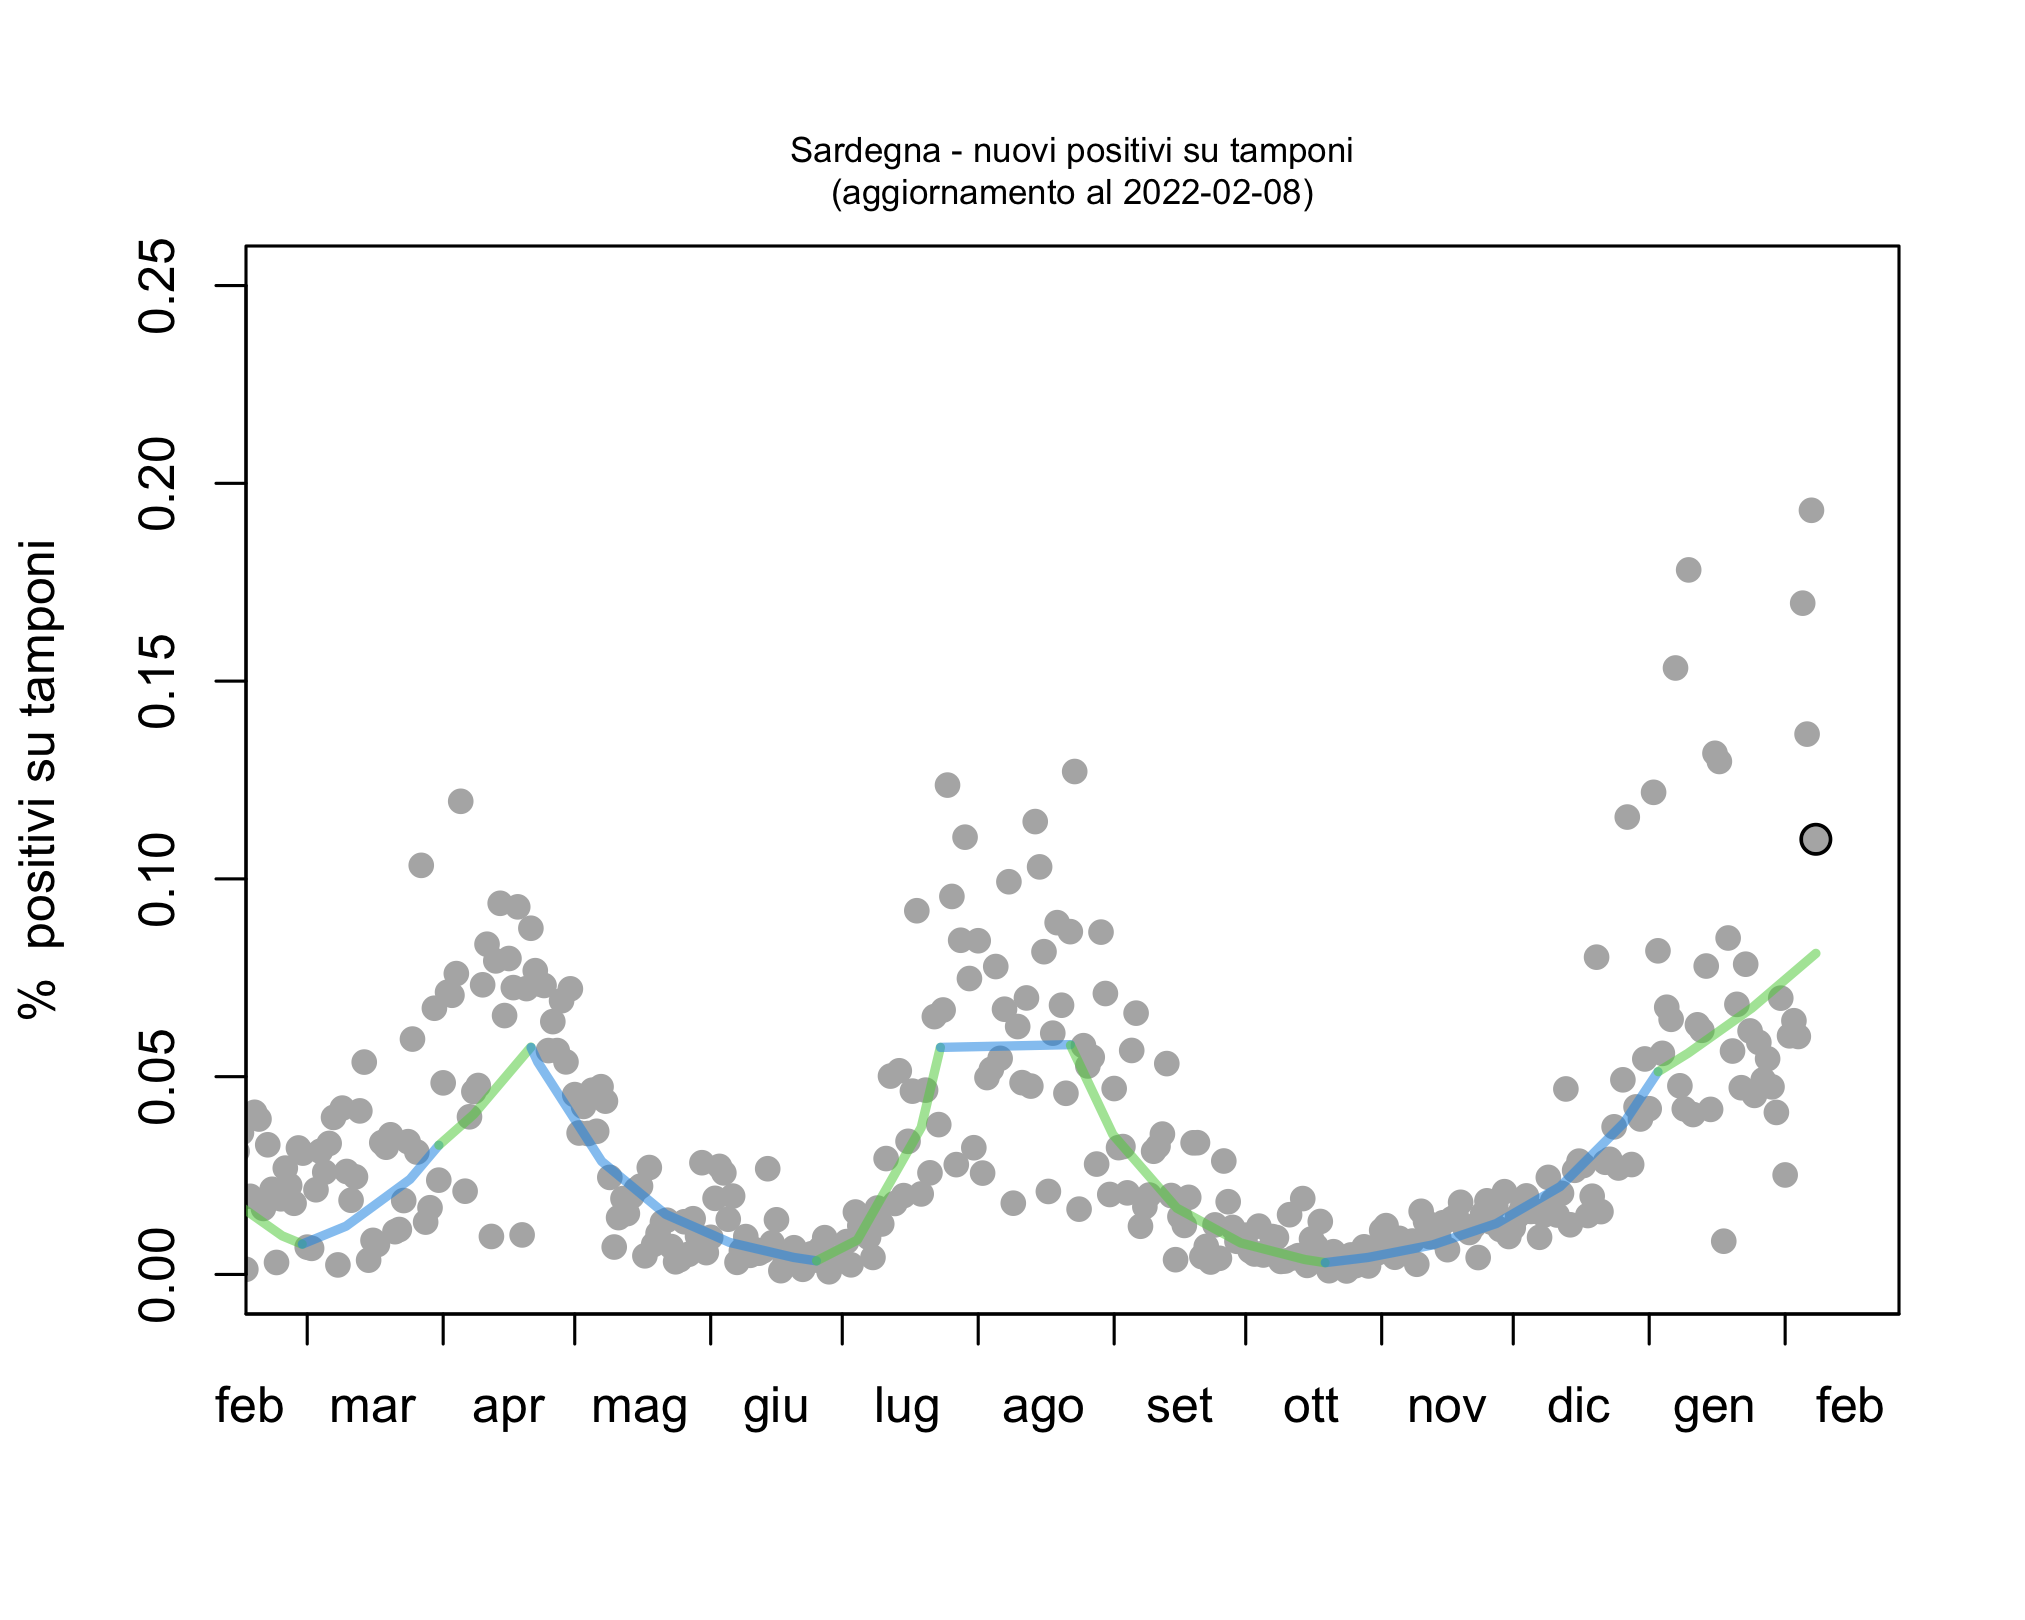 Sardegna - nuovi positivi su tamponi
(aggiornamento al 2022-02-08)
% positivi su tamponi
0.25
0.20
0.15
0.10
0.05
0.00
feb mar apr mag giu lug ago set ott nov dic gen feb